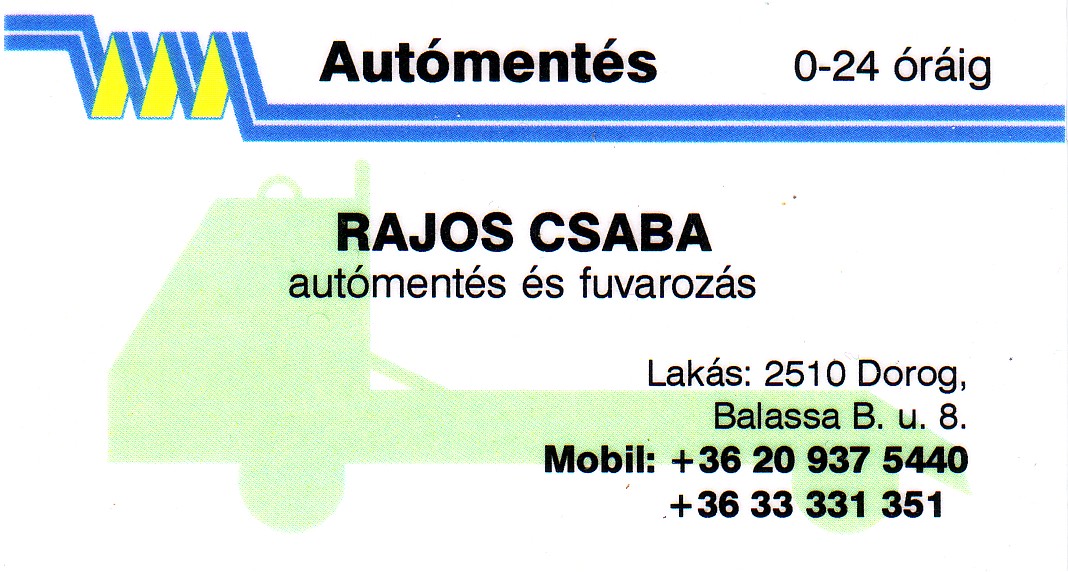 Autómentés 0-24 óráig
RAJOS CSABA
autómentés és fuvarozás
Lakás: 2510 Dorog,
Balassa B. u. 8.
Mobil: +36 20 937 5440
+36 33 331 351